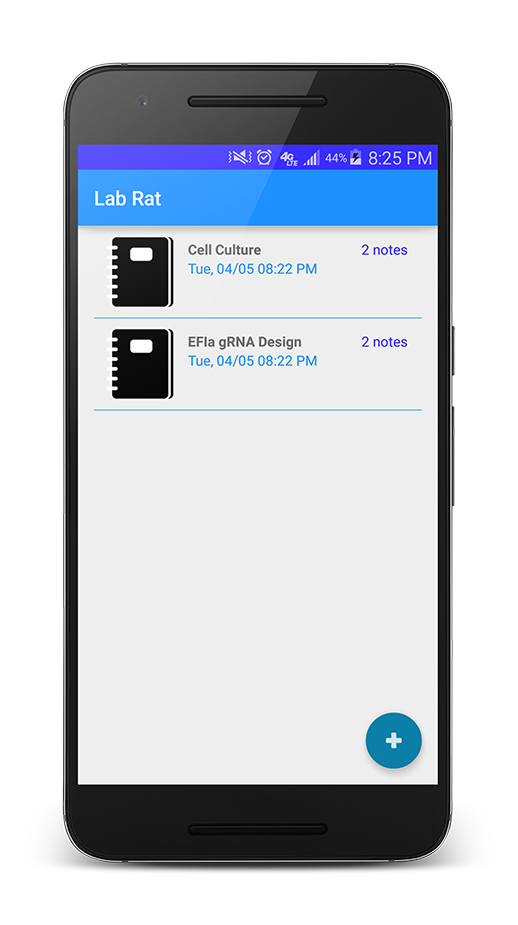 4G LTE 44% 8:25 PM
Lab Rat
Cell Culture 2 notes
Tue, 04/05 08:22 PM
EFla gRNA Design 2 notes
Tue, 04/05 08:22 PM